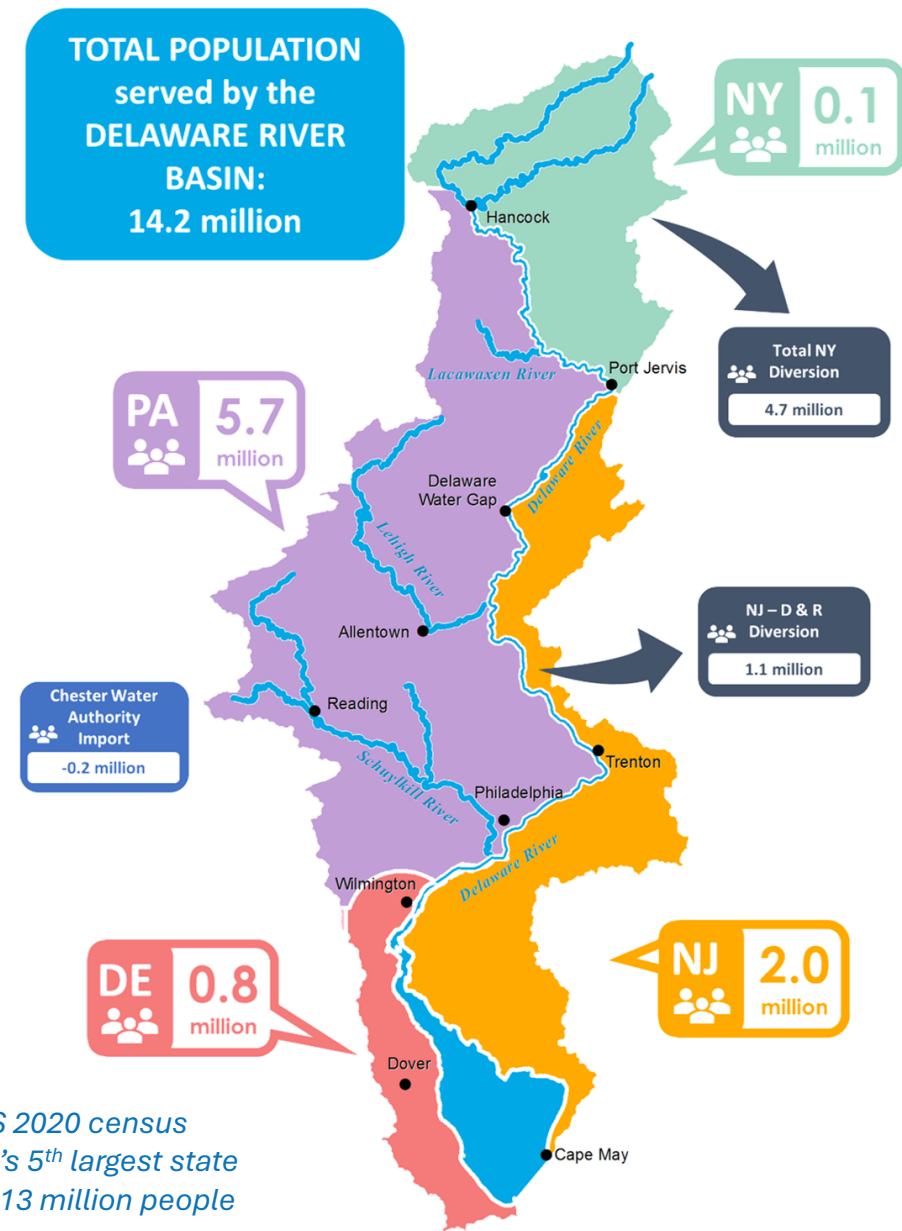 TOTAL POPULATION
served by the
DELAWARE RIVER
BASIN:
14.2 million
NY
0.1
million
Hancock
Total NY
Diversion
4.7 million
Lacawaxen River
Port Jervis
PA
5.7
million
Delaware River
Delaware
Water Gap
Lehigh River
NJ – D & R
Diversion
1.1 million
Allentown
Chester Water
Authority
Import
-0.2 million
Reading
Trenton
Schuylkill River
Philadelphia
Delaware River
Wilmington
DE
0.8
million
NJ
2.0
million
Dover
2020 census
's 5th largest state
13 million people
Cape May